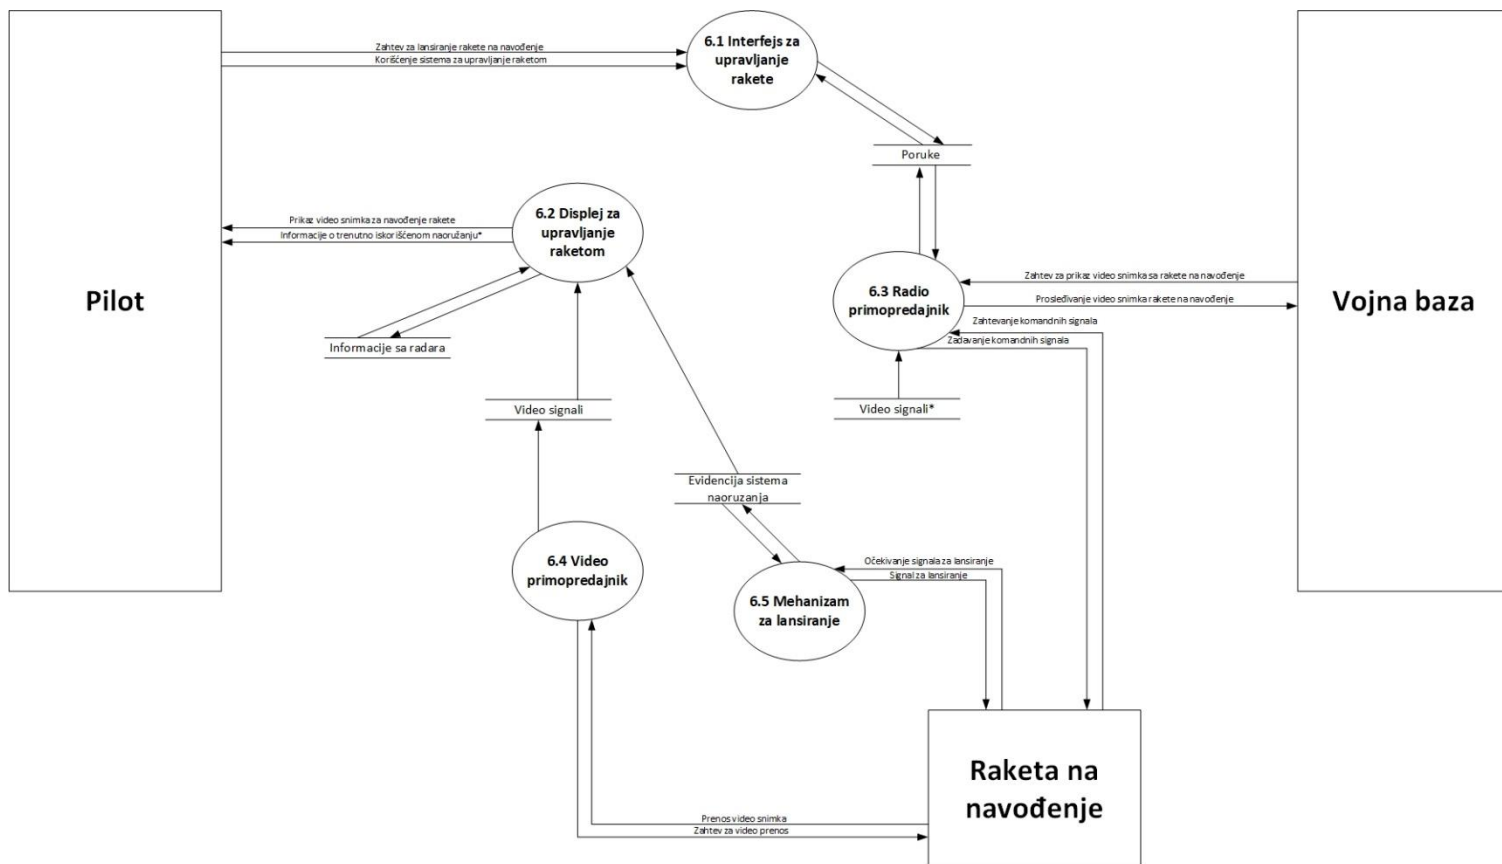 Zahtev za lansiranje rakete na navođenje
Korišćenje sistema za upravljanje raketom
6.1 Interfejs za
upravljanje
rakete
Poruke
6.2 Displej za
upravljanje
raketom
Prikaz video snimka za navođenje rakete
Informacije o trenutno iskorišćenom naoružanju*
Pilot
Informacije sa radara
6.3 Radio
primopredajnik
Zahtev za prikaz video snimka sa rakete na navođenje
Prosleđivanje video snimka rakete na navođenje
Vojna baza
Zahtevanje komandnih signala
Zadavanje komandnih signala
Video signali
Video signali*
Evidencija sistema
naoruzanja
6.4 Video
primopredajnik
Očekivanje signala za lansiranje
Signal za lansiranje
6.5 Mehanizam
za lansiranje
Raketa na
navođenje
Prenos video snimka
Zahtev za video prenos